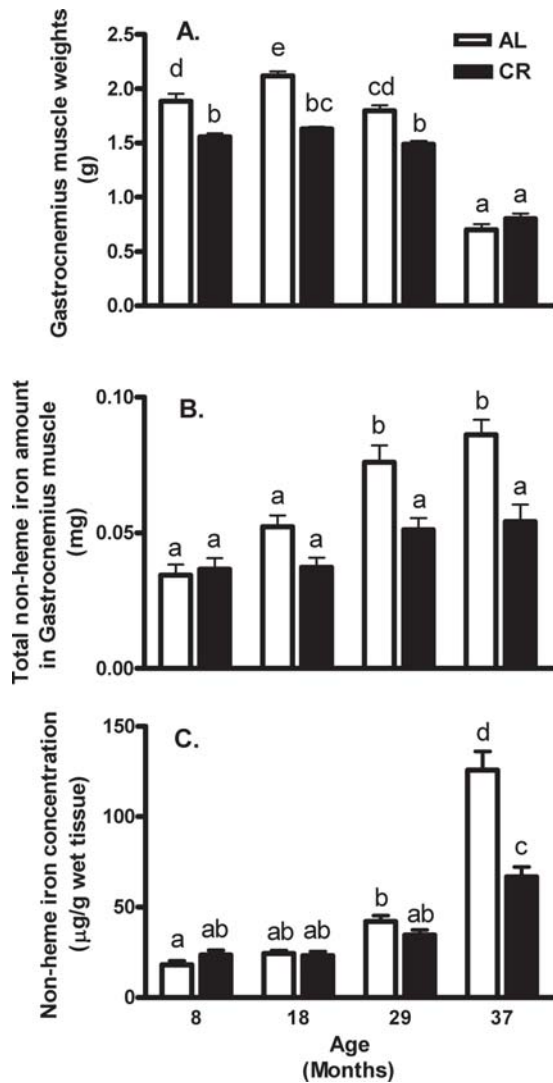 A.
AL
CR
Gastrocnemius muscle weights
(g)
2.5
2.0
1.5
1.0
0.5
0.0
d
b
e
bc
cd
b
a
a
B.
Total non-heme iron amount
in Gastrocnemius muscle
(mg)
0.10
0.05
0.00
a
a
a
a
b
a
b
a
C.
Non-heme iron concentration
(µg/g wet tissue)
150
100
50
0
a
ab
ab
ab
b
ab
d
c
8
18
29
37
Age
(Months)